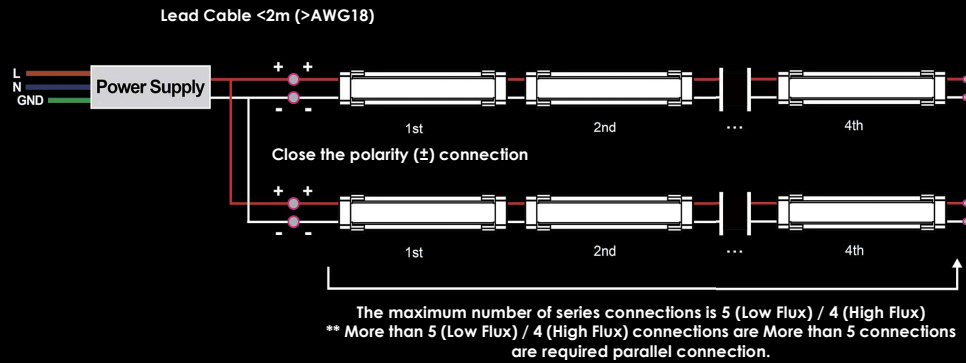 Lead Cable <2m (>AWG18)
L
N
GND
Power Supply
+ +
- -
1st
2nd
...
4th
Close the polarity (±) connection
+ +
- -
1st
2nd
...
4th
The maximum number of series connections is 5 (Low Flux) / 4 (High Flux)
** More than 5 (Low Flux) / 4 (High Flux) connections are More than 5 connections
are required parallel connection.